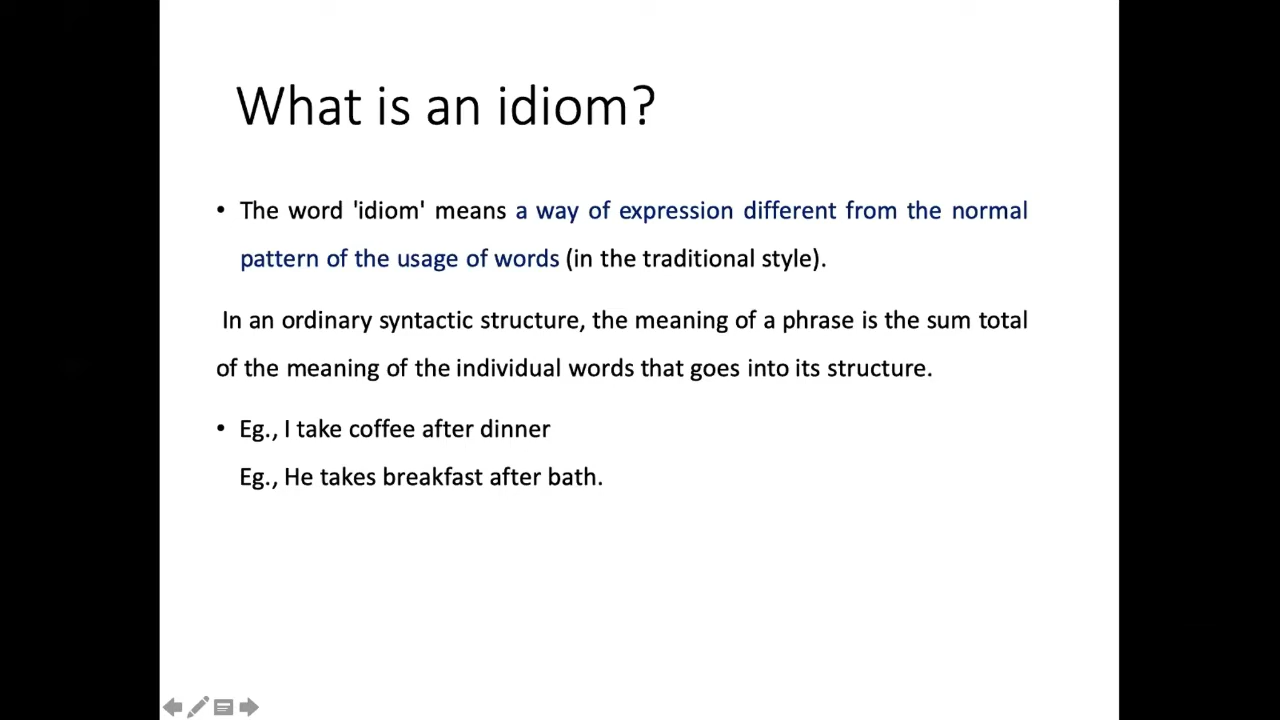 What is an idiom?
• The word 'idiom' means a way of expression different from the normal
pattern of the usage of words (in the traditional style).
In an ordinary syntactic structure, the meaning of a phrase is the sum total
of the meaning of the individual words that goes into its structure.
• Eg., I take coffee after dinner
Eg., He takes breakfast after bath.